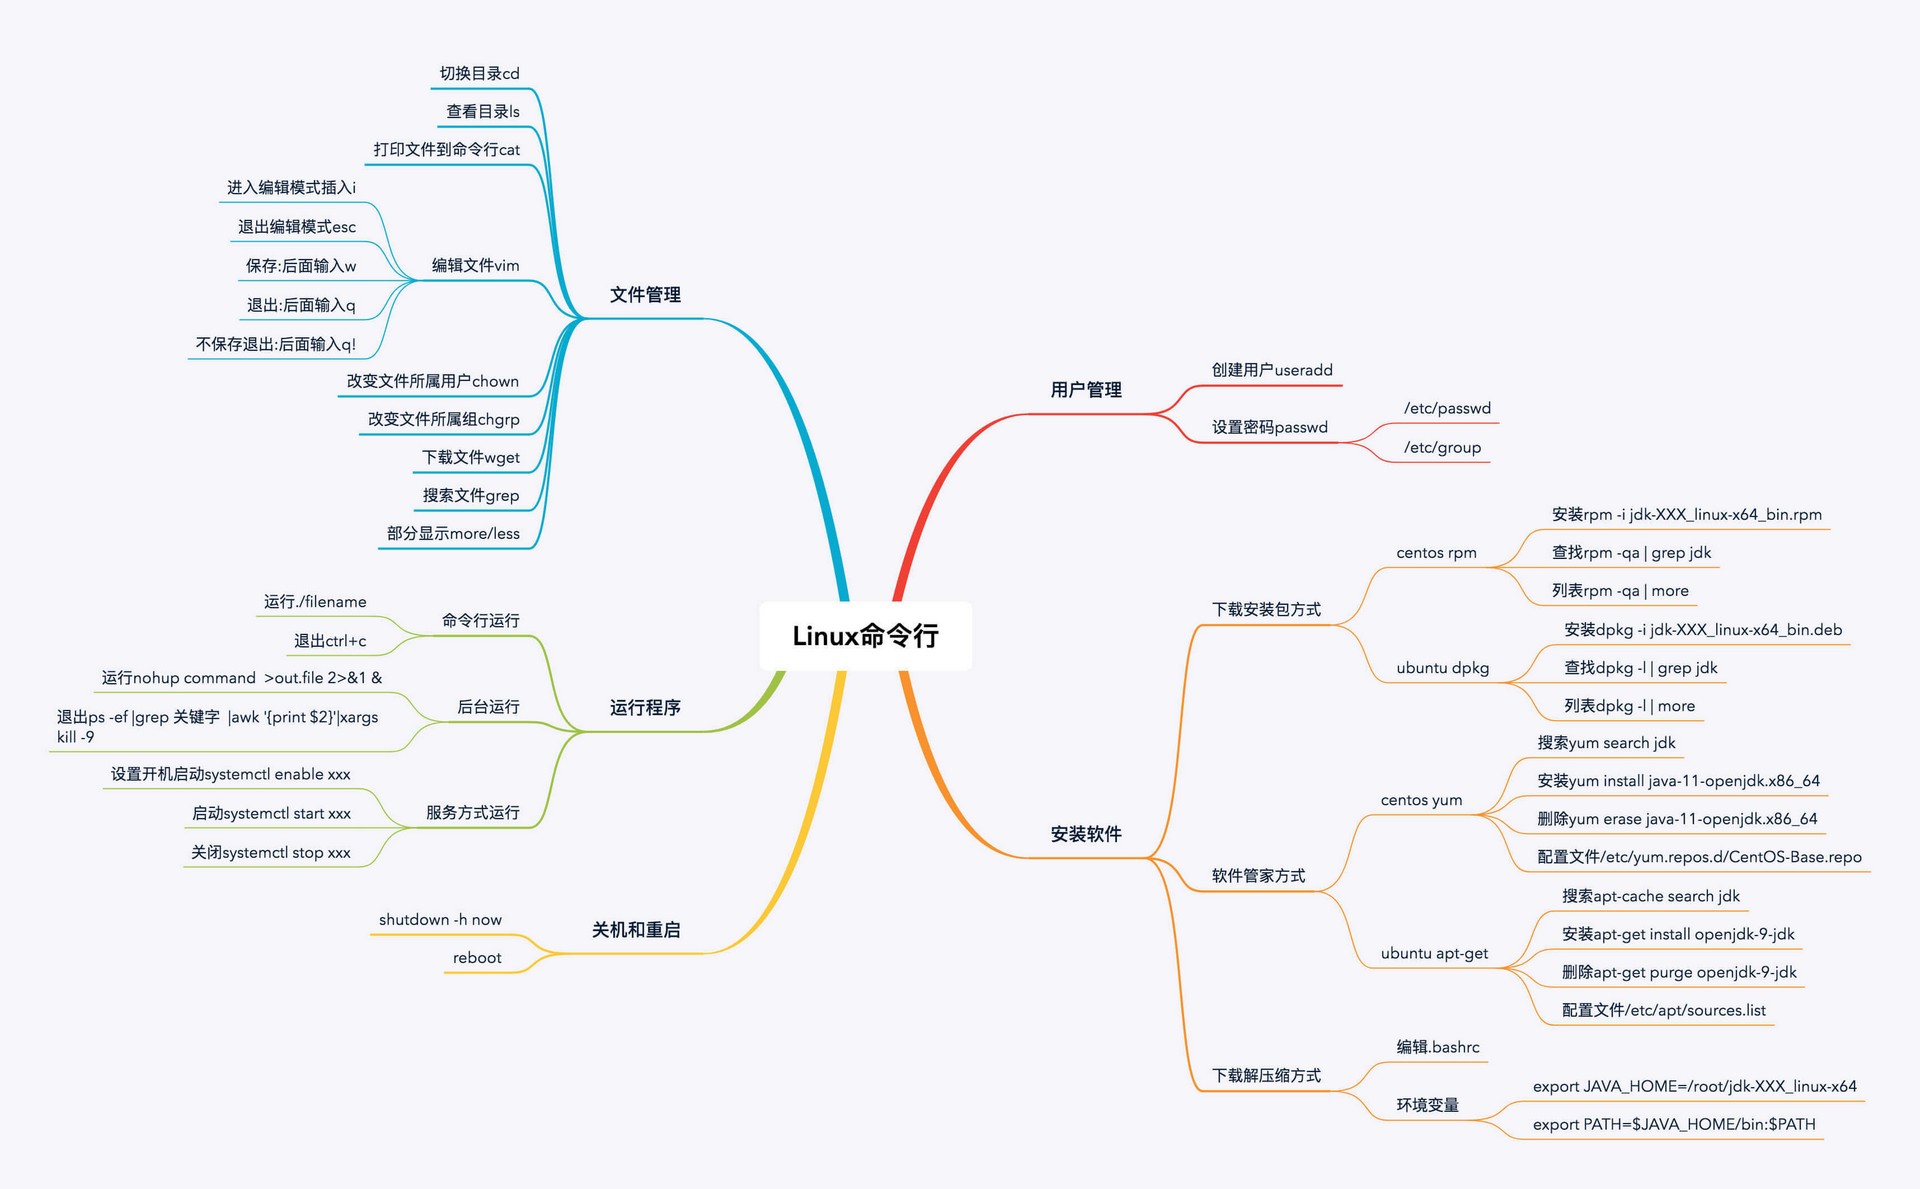 Linux命令行
文件管理
切换目录cd
查看目录ls
打印文件到命令行cat
编辑文件vim
进入编辑模式插入i
退出编辑模式esc
保存:后面输入w
退出:后面输入q
不保存退出:后面输入q!
改变文件所属用户chown
改变文件所属组chgrp
下载文件wget
搜索文件grep
部分显示more/less
运行程序
命令行运行
运行./filename
退出ctrl+c
后台运行
运行nohup command  >out.file 2>&1 &
退出ps -ef |grep 关键字  |awk '{print $2}'|xargs
kill -9
服务方式运行
设置开机启动systemctl enable xxx
启动systemctl start xxx
关闭systemctl stop xxx
关机和重启
shutdown -h now
reboot
用户管理
创建用户useradd
设置密码passwd
/etc/passwd
/etc/group
安装软件
下载安装包方式
centos rpm
安装rpm -i jdk-XXX_linux-x64_bin.rpm
查找rpm -qa | grep jdk
列表rpm -qa | more
ubuntu dpkg
安装dpkg -i jdk-XXX_linux-x64_bin.deb
查找dpkg -l | grep jdk
列表dpkg -l | more
软件管家方式
centos yum
搜索yum search jdk
安装yum install java-11-openjdk.x86_64
删除yum erase java-11-openjdk.x86_64
配置文件/etc/yum.repos.d/CentOS-Base.repo
ubuntu apt-get
搜索apt-cache search jdk
安装apt-get install openjdk-9-jdk
删除apt-get purge openjdk-9-jdk
配置文件/etc/apt/sources.list
下载解压缩方式
编辑.bashrc
环境变量
export JAVA_HOME=/root/jdk-XXX_linux-x64
export PATH=$JAVA_HOME/bin:$PATH